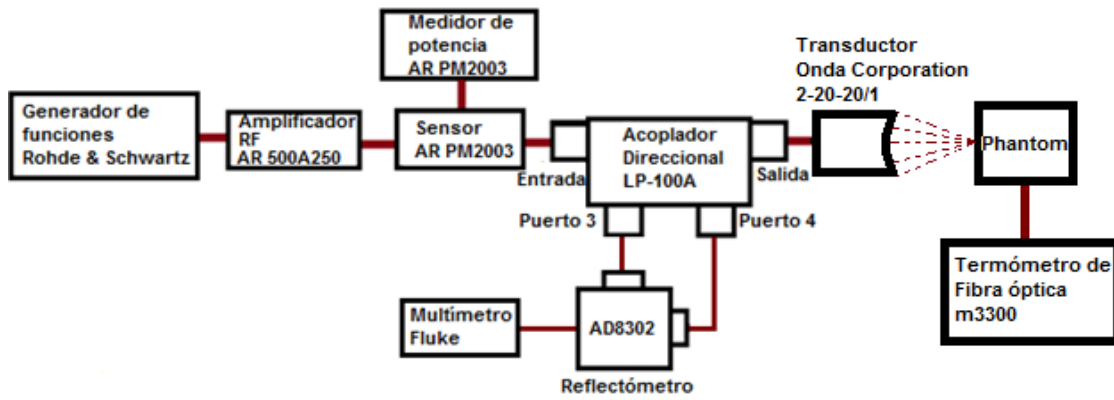 Medidor de
potencia
AR PM2003
Transductor
Onda Corporation
2-20-20/1
Generador de
funciones
Rohde & Schwartz
Amplificador
RF
AR 500A250
Sensor
AR PM2003
Entrada
Acoplador
Direccional
LP-100A
Salida
Phantom
Puerto 3
Puerto 4
Termómetro de
Fibra óptica
m3300
Multímetro
Fluke
AD8302
Reflectómetro